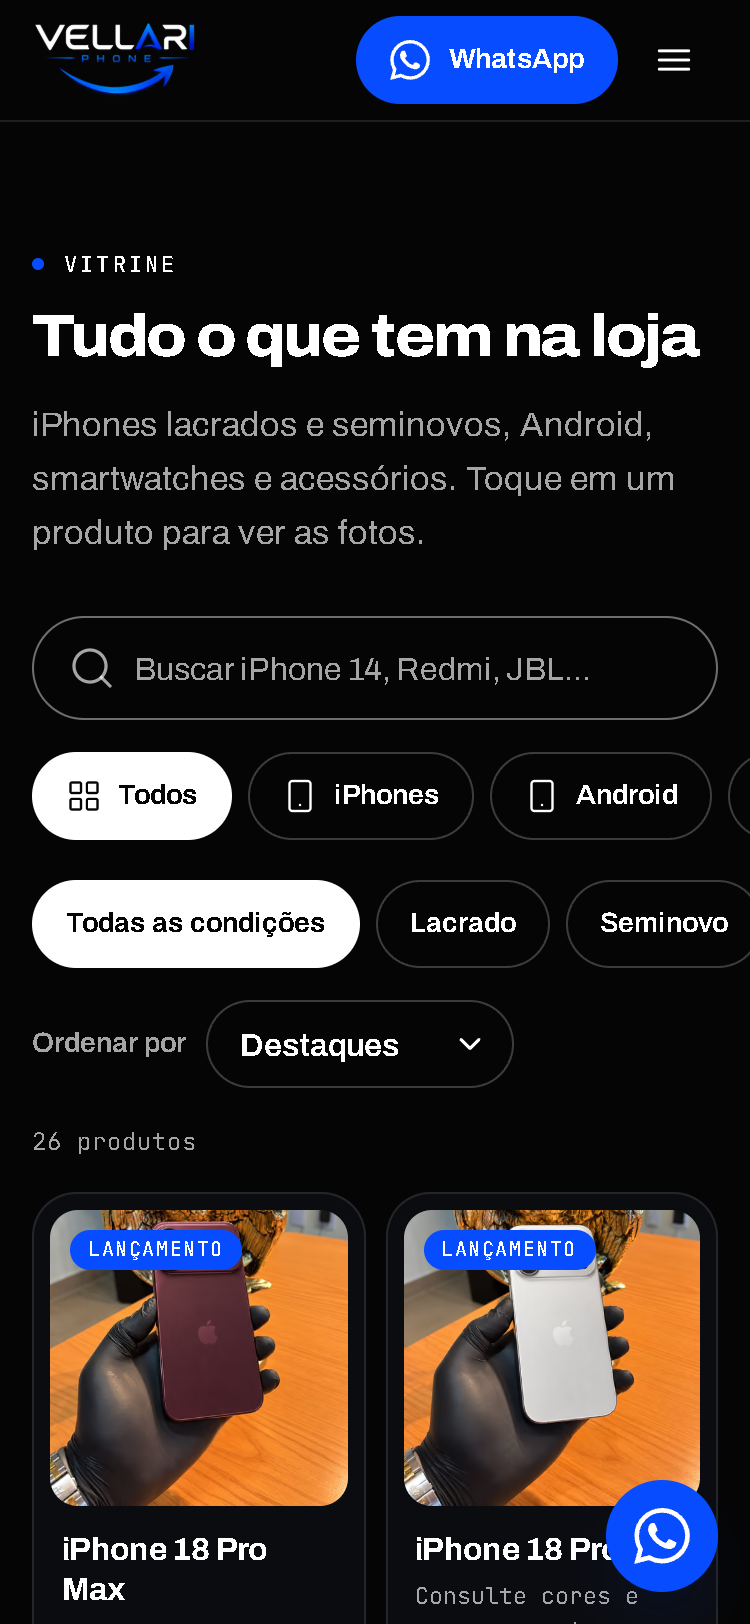 VELLARI
PHONE
WhatsApp
VITRINE
Tudo o que tem na loja
iPhones lacrados e seminovos, Android,
smartwatches e acessórios. Toque em um
produto para ver as fotos.
Buscar iPhone 14, Redmi, JBL...
Todos
iPhones
Android
Todas as condições
Lacrado
Seminovo
Ordenar por
Destaques
26 produtos
LANÇAMENTO
LANÇAMENTO
iPhone 18 Pro
Max
iPhone 18 Pro
Consulte cores e